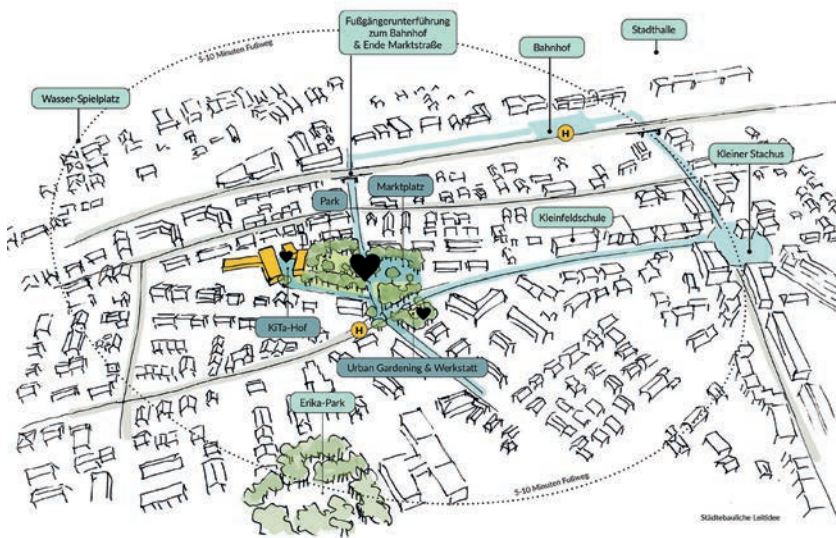 Fußgängerunterführung
zum Bahnhof
& Ende Marktstraße
Stadthalle
Bahnhof
5-10 Minuten Fußweg
Wasser-Spielplatz
H
Kleiner Stachus
Park
Marktplatz
Kleinfeldschule
KiTa-Hof
H
Urban Gardening & Werkstatt
Erika-Park
5-10 Minuten Fußweg
Städtebauliche Leitidee